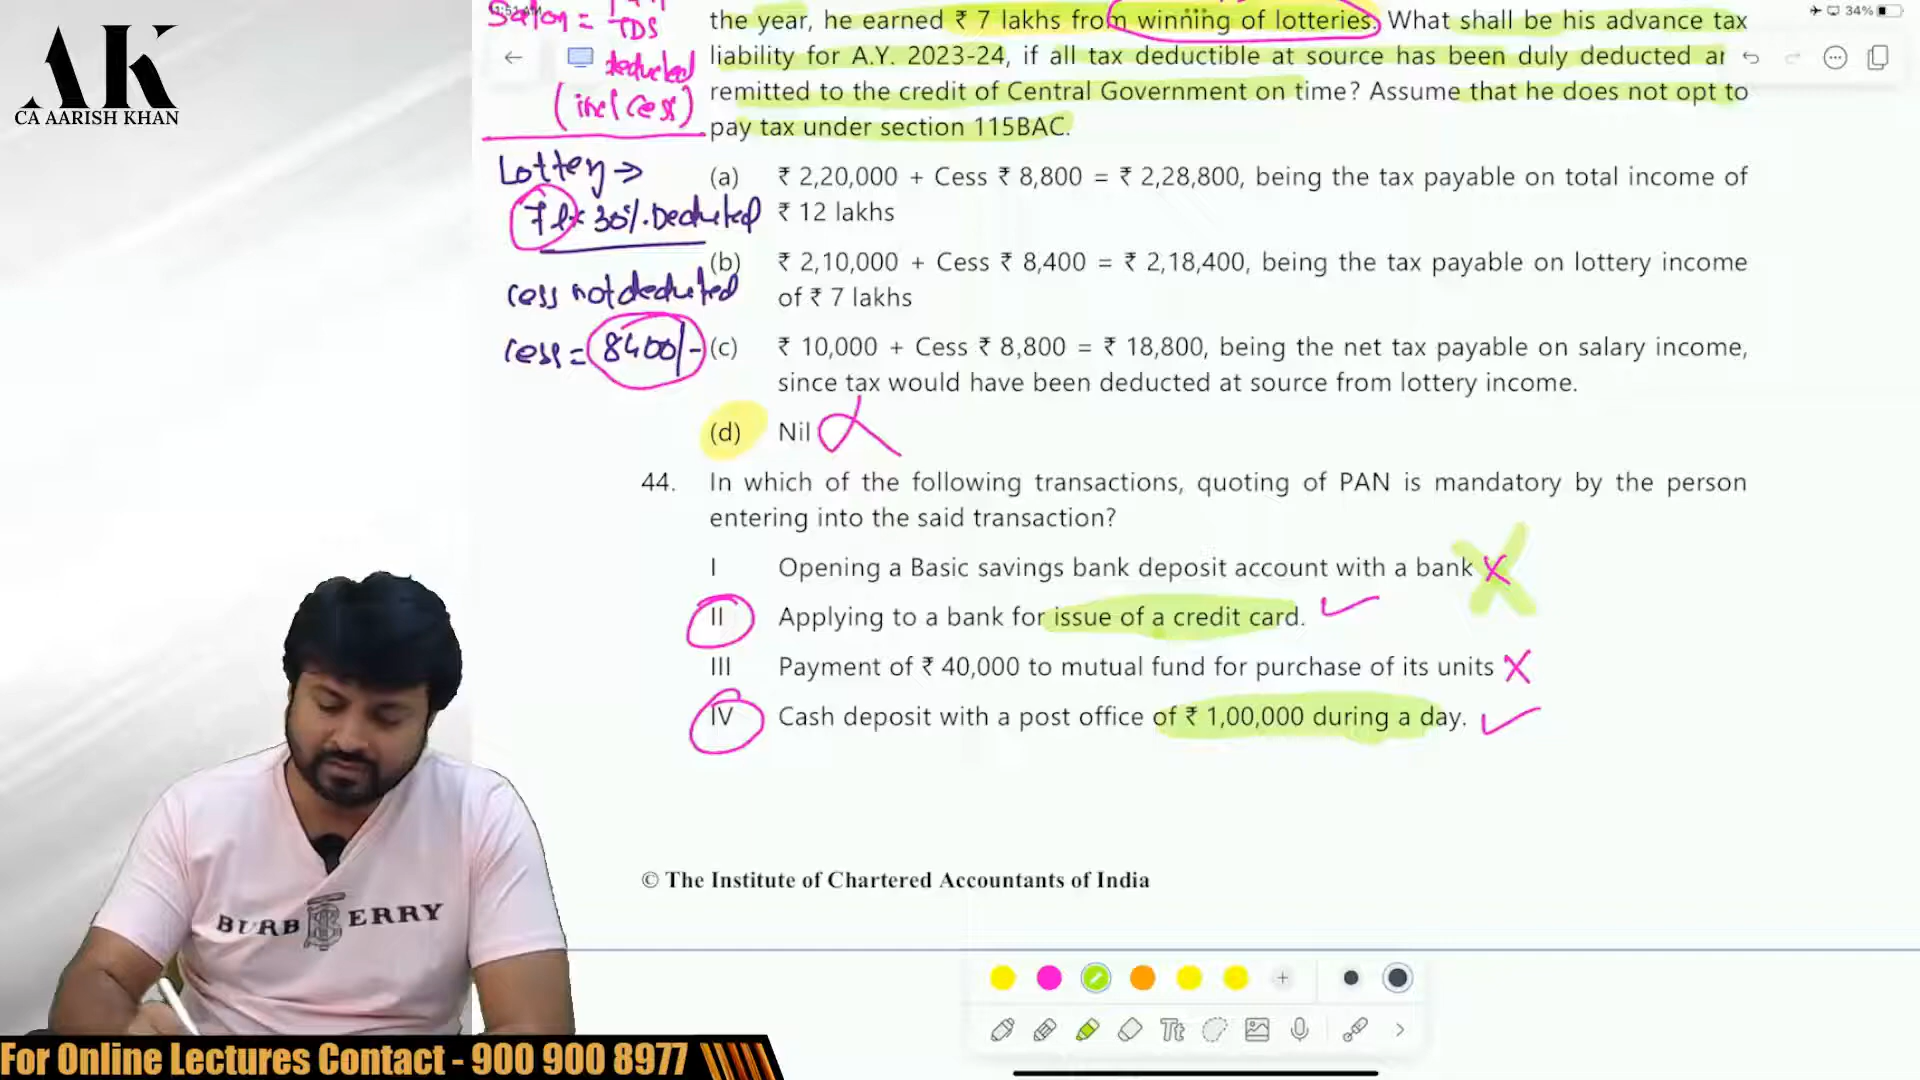 AK
CA AARISH KHAN
Salary =
TDS
deducted
(incl cess)
the year, he earned ₹ 7 lakhs from winning of lotteries. What shall be his advance tax
liability for A.Y. 2023-24, if all tax deductible at source has been duly deducted ar
remitted to the credit of Central Government on time? Assume that he does not opt to
pay tax under section 115BAC.
34%
Lottery →
7 l × 30% Deducted
cess not deducted
cess = 8400/-
(a) ₹ 2,20,000 + Cess ₹ 8,800 = ₹ 2,28,800, being the tax payable on total income of
₹ 12 lakhs
(b) ₹ 2,10,000 + Cess ₹ 8,400 = ₹ 2,18,400, being the tax payable on lottery income
of ₹ 7 lakhs
(c) ₹ 10,000 + Cess ₹ 8,800 = ₹ 18,800, being the net tax payable on salary income,
since tax would have been deducted at source from lottery income.
(d) Nil
44. In which of the following transactions, quoting of PAN is mandatory by the person
entering into the said transaction?
I Opening a Basic savings bank deposit account with a bank
II Applying to a bank for issue of a credit card.
III Payment of ₹ 40,000 to mutual fund for purchase of its units
IV Cash deposit with a post office of ₹ 1,00,000 during a day.
© The Institute of Chartered Accountants of India
BURBERRY
Tt
For Online Lectures Contact - 900 900 8977